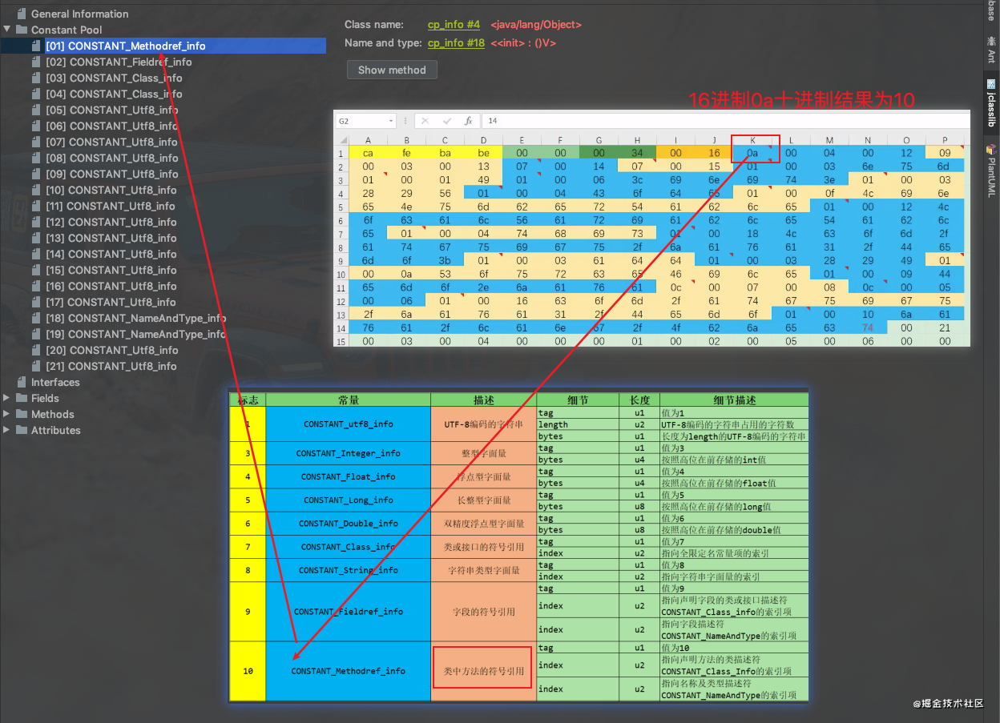 General Information
Constant Pool
[01] CONSTANT_Methodref_info
[02] CONSTANT_Fieldref_info
[03] CONSTANT_Class_info
[04] CONSTANT_Class_info
[05] CONSTANT_Utf8_info
[06] CONSTANT_Utf8_info
[07] CONSTANT_Utf8_info
[08] CONSTANT_Utf8_info
[09] CONSTANT_Utf8_info
[10] CONSTANT_Utf8_info
[11] CONSTANT_Utf8_info
[12] CONSTANT_Utf8_info
[13] CONSTANT_Utf8_info
[14] CONSTANT_Utf8_info
[15] CONSTANT_Utf8_info
[16] CONSTANT_Utf8_info
[17] CONSTANT_Utf8_info
[18] CONSTANT_NameAndType_info
[19] CONSTANT_NameAndType_info
[20] CONSTANT_Utf8_info
[21] CONSTANT_Utf8_info
Interfaces
Fields
Methods
Attributes
Class name: cp_info #4 <java/lang/Object>
Name and type: cp_info #18 <<init> : ()V>
Show method
16进制0a十进制结果为10
G2 fx 14
A B C D E F G H I J K L M N O P
1 ca fe ba be 00 00 00 34 00 16 0a 00 04 00 12 09
2 00 03 00 13 07 00 14 07 00 15 01 00 03 6e 75 6d
3 01 00 01 49 01 00 06 3c 69 6e 69 74 3e 01 00 03
4 28 29 56 01 00 04 43 6f 64 65 01 00 0f 4c 69 6e
5 65 4e 75 6d 62 65 72 54 61 62 6c 65 01 00 12 4c
6 6f 63 61 6c 56 61 72 69 61 62 6c 65 54 61 62 6c
7 65 01 00 04 74 68 69 73 01 00 18 4c 63 6f 6d 2f
8 61 74 67 75 69 67 75 2f 6a 61 76 61 31 2f 44 65
9 6d 6f 3b 01 00 03 61 64 64 01 00 03 28 29 49 01
10 00 0a 53 6f 75 72 63 65 46 69 6c 65 01 00 09 44
11 65 6d 6f 2e 6a 61 76 61 0c 00 07 00 08 0c 00 05
12 00 06 01 00 16 63 6f 6d 2f 61 74 67 75 69 67 75
13 2f 6a 61 76 61 31 2f 44 65 6d 6f 01 00 10 6a 61
14 76 61 2f 6c 61 6e 67 2f 4f 62 6a 65 63 74 00 21
15 00 03 00 04 00 00 00 01 00 02 00 05 00 06 00 00
标志 常量 描述 细节 长度 细节描述
1 CONSTANT_utf8_info UTF-8编码的字符串 tag u1 值为1
length u2 UTF-8编码的字符串占用的字符数
bytes u1 长度为length的UTF-8编码的字符串
3 CONSTANT_Integer_info 整型字面量 tag u1 值为3
bytes u4 按照高位在前存储的int值
4 CONSTANT_Float_info 浮点型字面量 tag u1 值为4
bytes u4 按照高位在前存储的float值
5 CONSTANT_Long_info 长整型字面量 tag u1 值为5
bytes u8 按照高位在前存储的long值
6 CONSTANT_Double_info 双精度浮点型字面量 tag u1 值为6
bytes u8 按照高位在前存储的double值
7 CONSTANT_Class_info 类或接口的符号引用 tag u1 值为7
index u2 指向全限定名常量项的索引
8 CONSTANT_String_info 字符串类型字面量 tag u1 值为8
index u2 指向字符串字面量的索引
9 CONSTANT_Fieldref_info 字段的符号引用 tag u1 值为9
index u2 指向声明字段的类或接口描述符
CONSTANT_Class_info的索引项
index u2 指向字段描述符
CONSTANT_NameAndType的索引项
10 CONSTANT_Methodref_info 类中方法的符号引用 tag u1 值为10
index u2 指向声明方法的类描述符
CONSTANT_Class_Info的索引项
index u2 指向名称及类型描述符
CONSTANT_NameAndType的索引项
Ant
jclasslib
PlantUML
@掘金技术社区